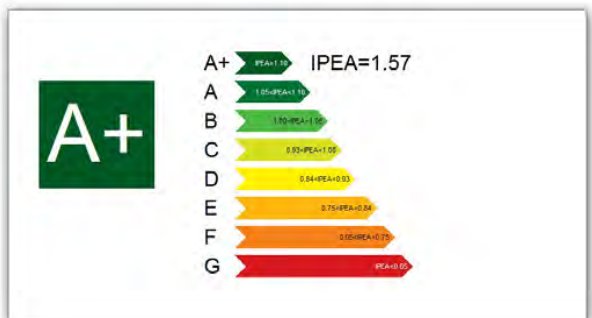 A+
A+ IPEA>1.10 IPEA=1.57
A 1.05<IPEA<1.10
B 1.00<IPEA<1.05
C 0.93<IPEA<1.00
D 0.84<IPEA<0.93
E 0.75<IPEA<0.84
F 0.65<IPEA<0.75
G IPEA<0.65